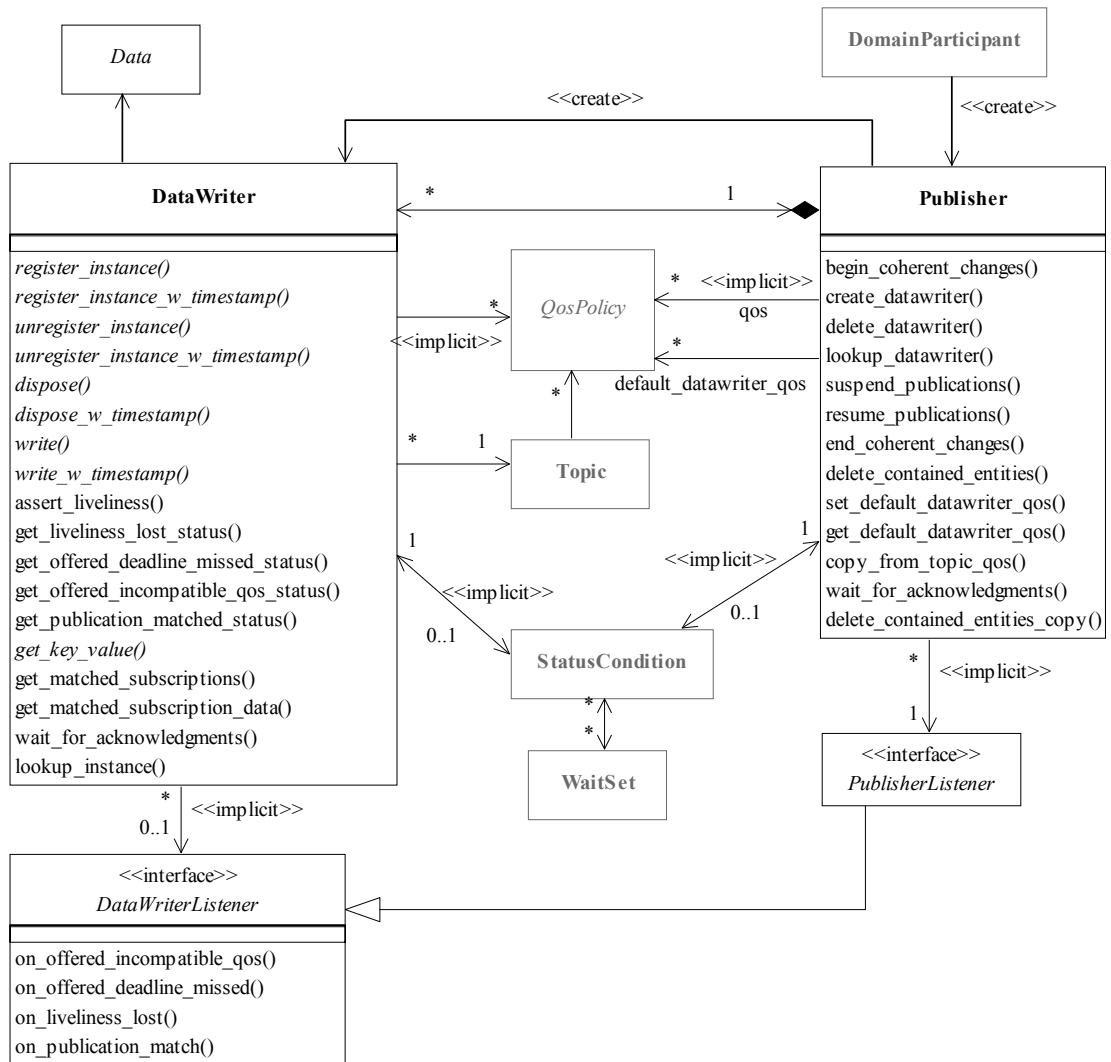 Data
DomainParticipant
<<create>>
<<create>>
DataWriter
*
1
Publisher
register_instance()
register_instance_w_timestamp()
unregister_instance()
unregister_instance_w_timestamp()
dispose()
dispose_w_timestamp()
write()
write_w_timestamp()
assert_liveliness()
get_liveliness_lost_status()
get_offered_deadline_missed_status()
get_offered_incompatible_qos_status()
get_publication_matched_status()
get_key_value()
get_matched_subscriptions()
get_matched_subscription_data()
wait_for_acknowledgments()
lookup_instance()
*
<<implicit>>
QosPolicy
*
<<implicit>>
qos
*
default_datawriter_qos
*
*
1
Topic
begin_coherent_changes()
create_datawriter()
delete_datawriter()
lookup_datawriter()
suspend_publications()
resume_publications()
end_coherent_changes()
delete_contained_entities()
set_default_datawriter_qos()
get_default_datawriter_qos()
copy_from_topic_qos()
wait_for_acknowledgments()
delete_contained_entities_copy()
1
<<implicit>>
0..1
1
<<implicit>>
0..1
StatusCondition
*
*
WaitSet
*
<<implicit>>
1
<<interface>>
PublisherListener
*
<<implicit>>
0..1
<<interface>>
DataWriterListener
on_offered_incompatible_qos()
on_offered_deadline_missed()
on_liveliness_lost()
on_publication_match()